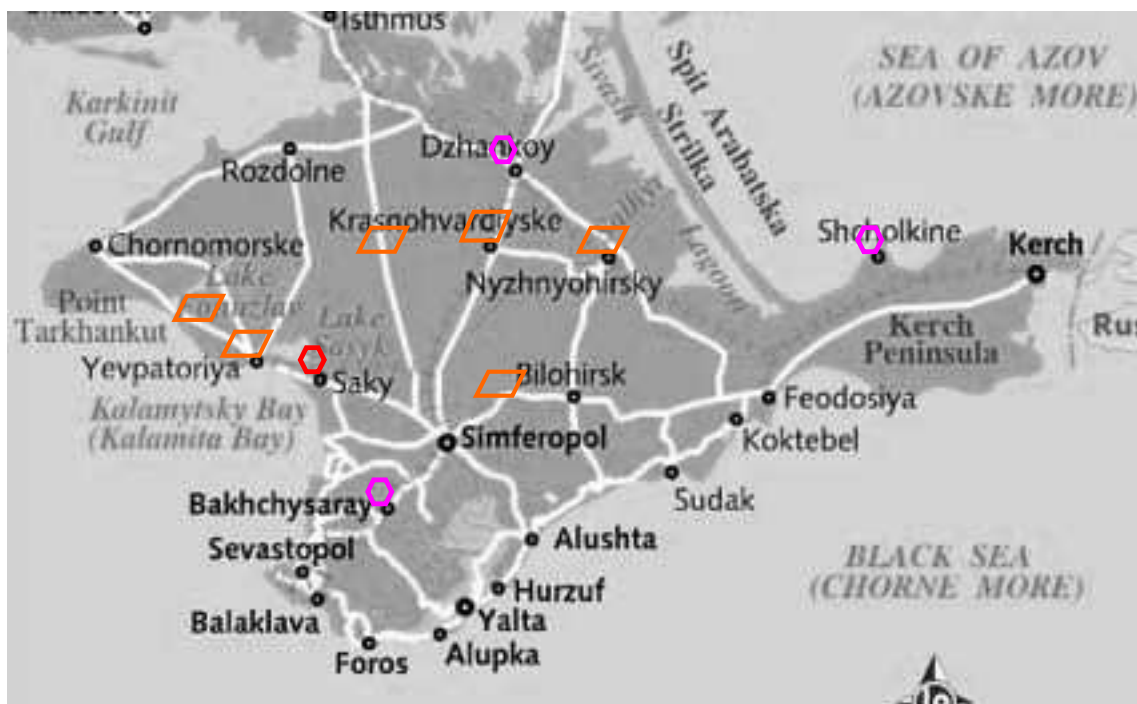 Isthmus
SEA OF AZOV
(AZOVSKE MORE)
Karkinit
Gulf
Sivash
Spit Arabatska
Strilka
Dzhankoy
Rozdolne
Krasnohvardiyske
Chornomorske
Lagoon
Kerch
Nyzhnyohirsky
Lake
Point
Tarkhankut
Lake
Kerch
Peninsula
Rus
Yevpatoriya
Saky
Bilohirsk
Feodosiya
Kalamytsky Bay
(Kalamita Bay)
Simferopol
Koktebel
Sudak
Bakhchysaray
Sevastopol
Alushta
BLACK SEA
(CHORNE MORE)
Hurzuf
Balaklava
Yalta
Foros
Alupka